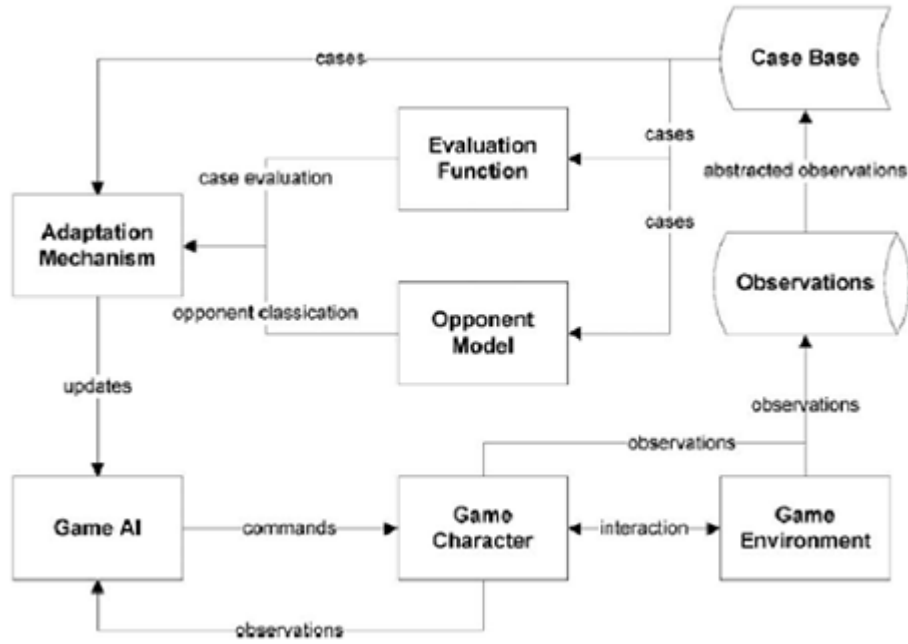 cases
Case Base
Evaluation
Function
cases
case evaluation
abstracted observations
Adaptation
Mechanism
cases
Observations
opponent classication
Opponent
Model
updates
observations
observations
Game AI
commands
Game
Character
interaction
Game
Environment
observations